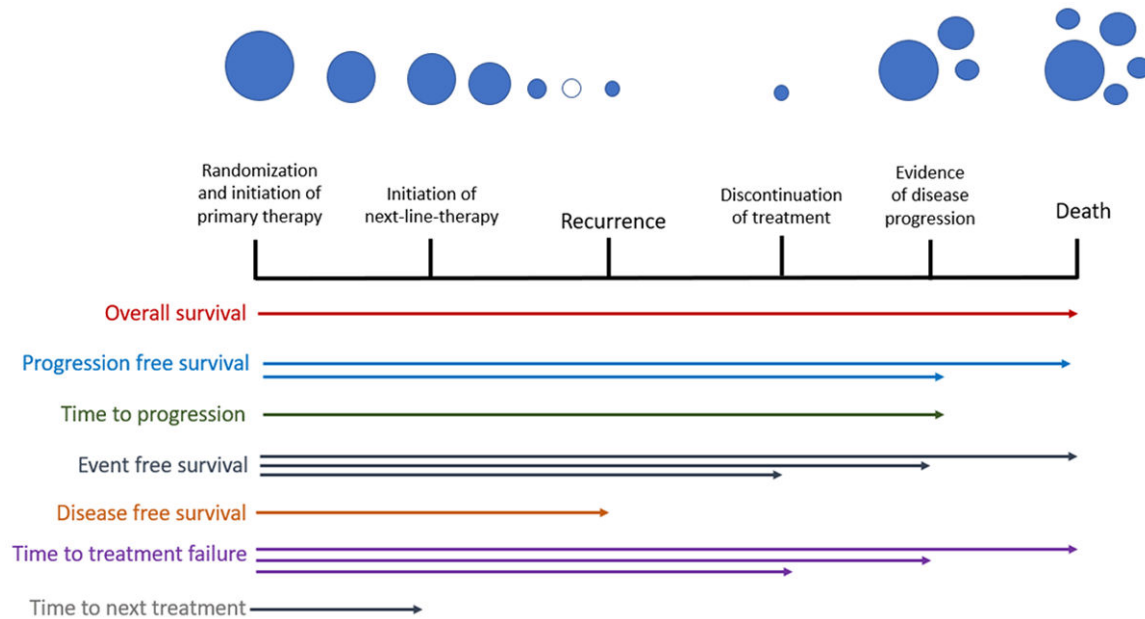 Randomization
and initiation of
primary therapy
Initiation of
next-line-therapy
Recurrence
Discontinuation
of treatment
Evidence
of disease
progression
Death
Overall survival
Progression free survival
Time to progression
Event free survival
Disease free survival
Time to treatment failure
Time to next treatment